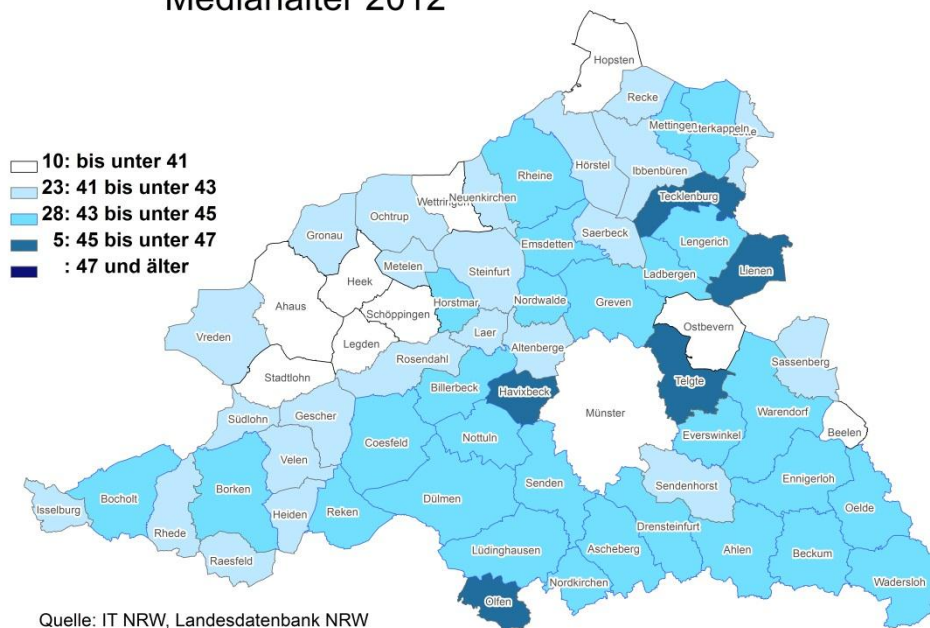 Medianalter 2012
10: bis unter 41
23: 41 bis unter 43
28: 43 bis unter 45
5: 45 bis unter 47
: 47 und älter
Hopsten
Recke
Mettingen
Rheine
Hörstel
Ibbenbüren
Wettringen
Neuenkirchen
Tecklenburg
Ochtrup
Gronau
Saerbeck
Emsdetten
Lengerich
Metelen
Steinfurt
Ladbergen
Lienen
Heek
Ahaus
Horstmar
Nordwalde
Greven
Schöppingen
Ostbevern
Vreden
Legden
Laer
Altenberge
Rosendahl
Sassenberg
Stadtlohn
Billerbeck
Havixbeck
Telgte
Münster
Warendorf
Südlohn
Gescher
Beelen
Coesfeld
Nottuln
Everswinkel
Velen
Ennigerloh
Senden
Sendenhorst
Borken
Bocholt
Dülmen
Isselburg
Heiden
Reken
Oelde
Rhede
Drensteinfurt
Lüdinghausen
Ascheberg
Ahlen
Beckum
Raesfeld
Nordkirchen
Wadersloh
Olfen
Quelle: IT NRW, Landesdatenbank NRW